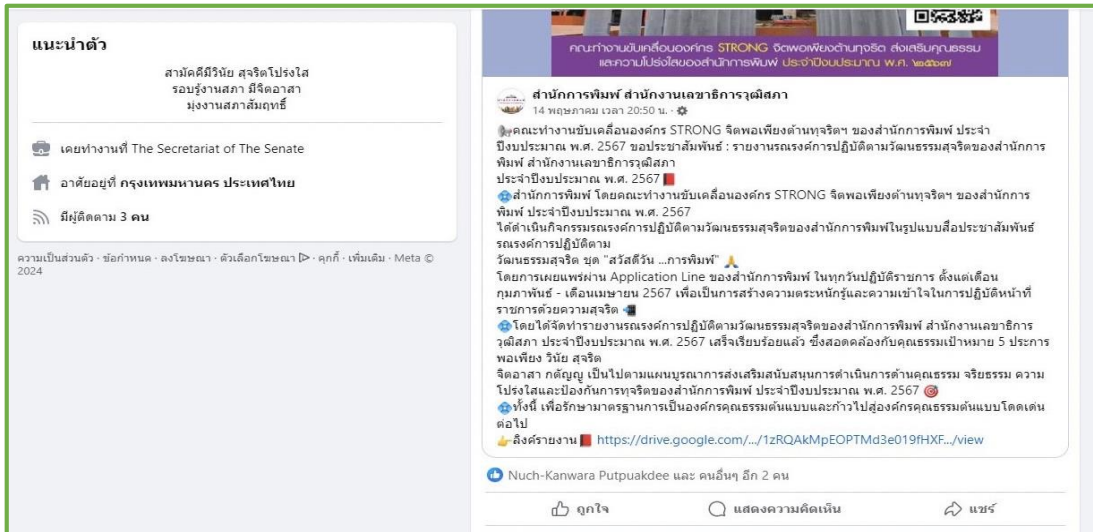 แนะนำตัว
สามัคคีมีวินัย สุจริตโปร่งใส
รอบรู้งานสภา มีจิตอาสา
มุ่งงานสภาสัมฤทธิ์
เคยทำงานที่ The Secretariat of The Senate
อาศัยอยู่ที่ กรุงเทพมหานคร ประเทศไทย
มีผู้ติดตาม 3 คน
ความเป็นส่วนตัว · ข้อกำหนด · ลงโฆษณา · ตัวเลือกโฆษณา · คุกกี้ · เพิ่มเติม · Meta ©
2024
คณะทำงานขับเคลื่อนองค์กร STRONG จิตพอเพียงต้านทุจริต ส่งเสริมคุณธรรม
และความโปร่งใสของสำนักการพิมพ์ ประจำปีงบประมาณ พ.ศ. ๒๕๖๗
สำนักการพิมพ์ สำนักงานเลขาธิการวุฒิสภา
14 พฤษภาคม เวลา 20:50 น. ·
คณะทำงานขับเคลื่อนองค์กร STRONG จิตพอเพียงต้านทุจริตฯ ของสำนักการพิมพ์ ประจำ
ปีงบประมาณ พ.ศ. 2567 ขอประชาสัมพันธ์ : รายงานรณรงค์การปฏิบัติตามวัฒนธรรมสุจริตของสำนักการ
พิมพ์ สำนักงานเลขาธิการวุฒิสภา
ประจำปีงบประมาณ พ.ศ. 2567📕
💠สำนักการพิมพ์ โดยคณะทำงานขับเคลื่อนองค์กร STRONG จิตพอเพียงต้านทุจริตฯ ของสำนักการ
พิมพ์ ประจำปีงบประมาณ พ.ศ. 2567
ได้ดำเนินกิจกรรมรณรงค์การปฏิบัติตามวัฒนธรรมสุจริตของสำนักการพิมพ์ในรูปแบบสื่อประชาสัมพันธ์
รณรงค์การปฏิบัติตาม
วัฒนธรรมสุจริต ชุด "สวัสดีวัน ...การพิมพ์" 🙏
โดยการเผยแพร่ผ่าน Application Line ของสำนักการพิมพ์ ในทุกวันปฏิบัติราชการ ตั้งแต่เดือน
กุมภาพันธ์ - เดือนเมษายน 2567 เพื่อเป็นการสร้างความตระหนักรู้และความเข้าใจในการปฏิบัติหน้าที่
ราชการด้วยความสุจริต 📲
💠โดยได้จัดทำรายงานรณรงค์การปฏิบัติตามวัฒนธรรมสุจริตของสำนักการพิมพ์ สำนักงานเลขาธิการ
วุฒิสภา ประจำปีงบประมาณ พ.ศ. 2567 เสร็จเรียบร้อยแล้ว ซึ่งสอดคล้องกับคุณธรรมเป้าหมาย 5 ประการ
พอเพียง วินัย สุจริต
จิตอาสา กตัญญู เป็นไปตามแผนบูรณาการส่งเสริมสนับสนุนการดำเนินการด้านคุณธรรม จริยธรรม ความ
โปร่งใสและป้องกันการทุจริตของสำนักการพิมพ์ ประจำปีงบประมาณ พ.ศ. 2567 🎯
💠ทั้งนี้ เพื่อรักษามาตรฐานการเป็นองค์กรคุณธรรมต้นแบบและก้าวไปสู่องค์กรคุณธรรมต้นแบบโดดเด่น
ต่อไป
👉ลิงค์รายงาน📕 https://drive.google.com/.../1zRQAkMpEOPTMd3e019fHXF.../view
Nuch-Kanwara Putpuakdee และ คนอื่นๆ อีก 2 คน
ถูกใจ
แสดงความคิดเห็น
แชร์